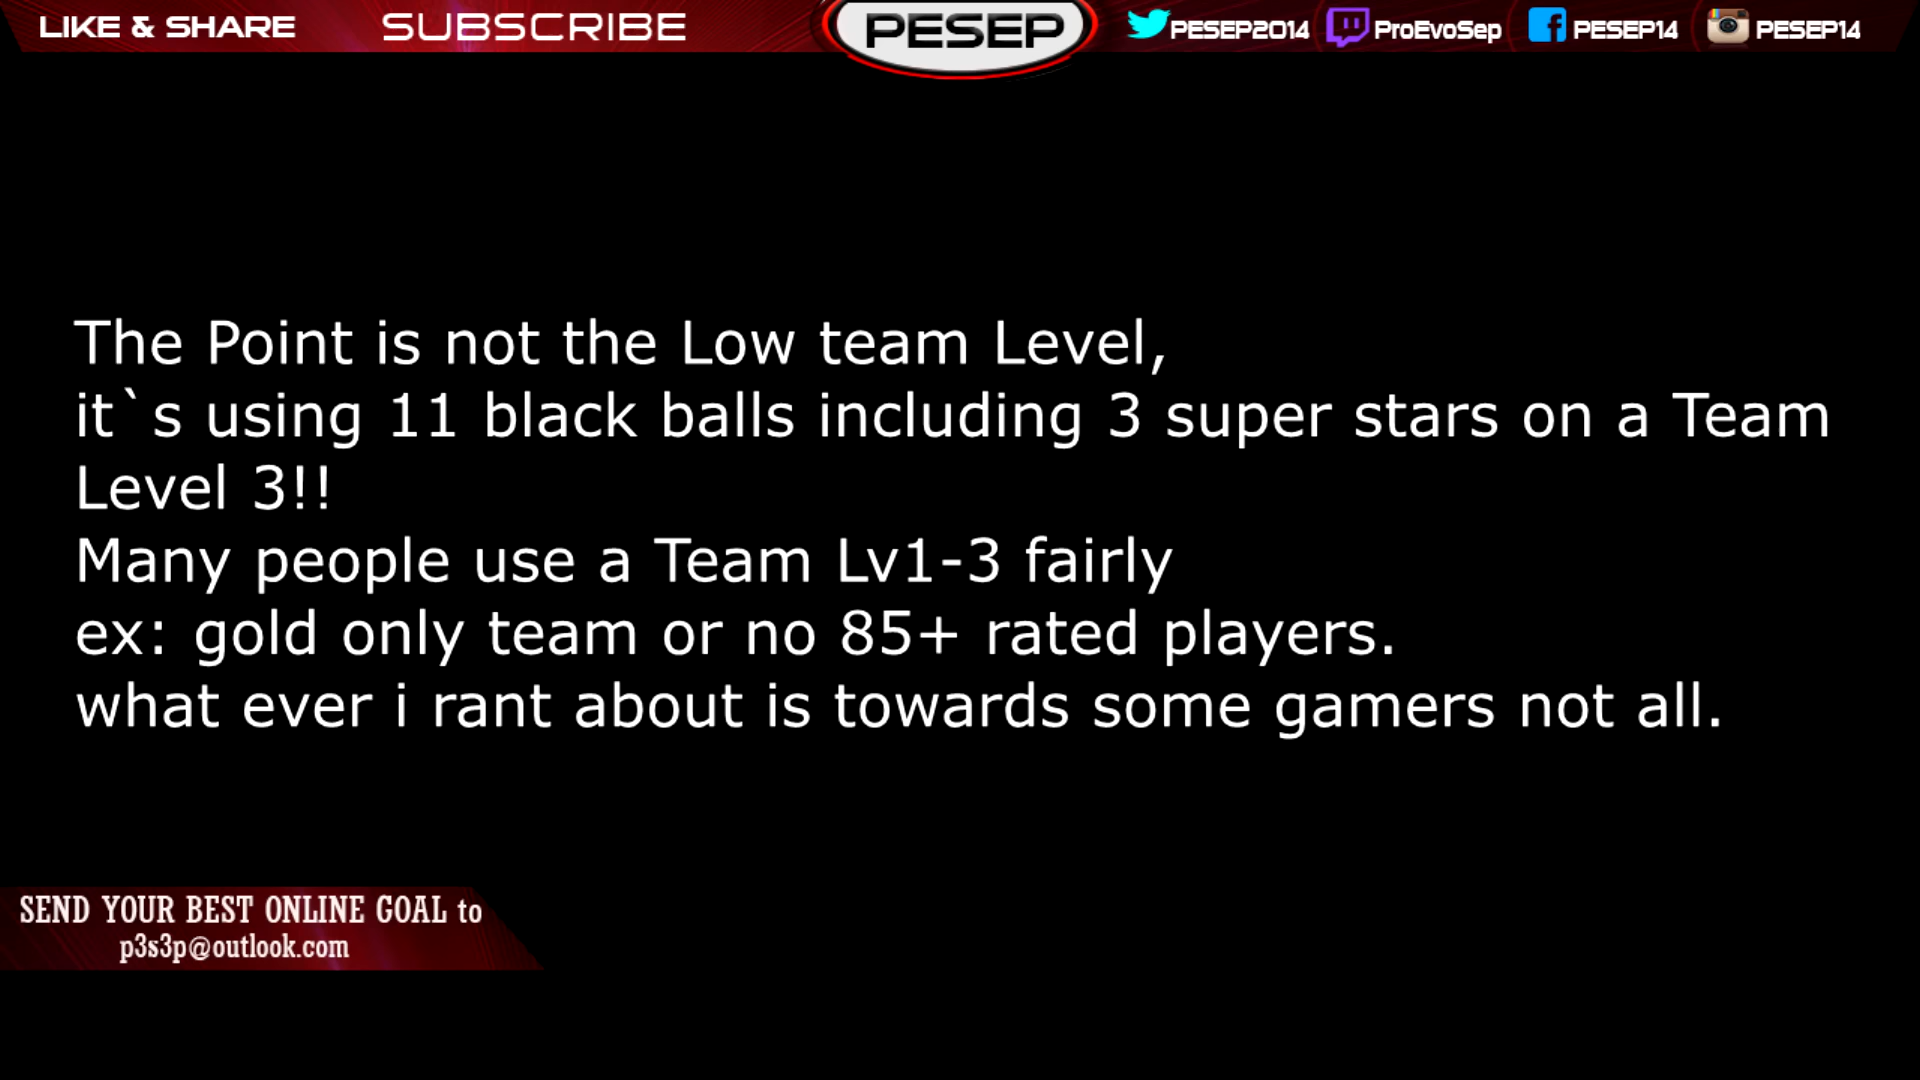 LIKE & SHARE SUBSCRIBE PESEP PESEP2014 ProEvoSep PESEP14 PESEP14
The Point is not the Low team Level,
it`s using 11 black balls including 3 super stars on a Team
Level 3!!
Many people use a Team Lv1-3 fairly
ex: gold only team or no 85+ rated players.
what ever i rant about is towards some gamers not all.
SEND YOUR BEST ONLINE GOAL to
p3s3p@outlook.com